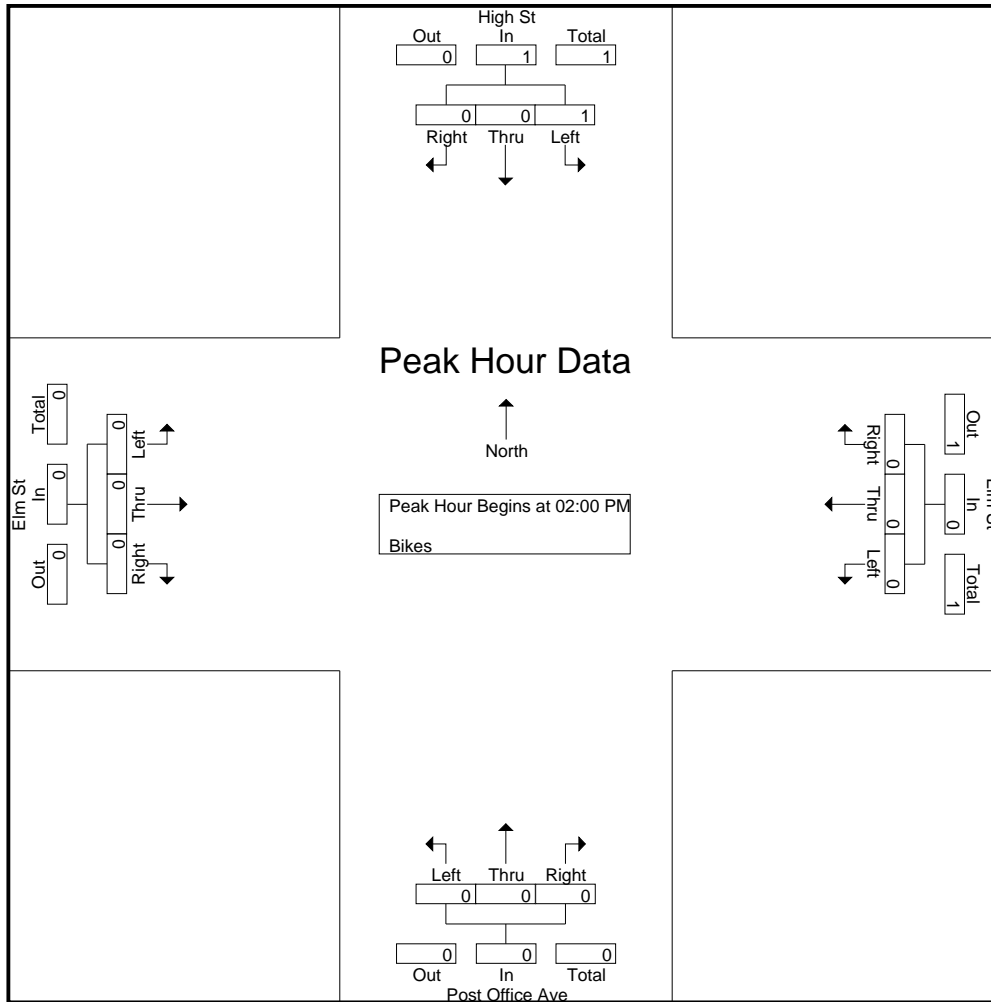 High St
Out In Total
0 1 1
0 0 1
Right Thru Left
Peak Hour Data
North
Peak Hour Begins at 02:00 PM
Bikes
Elm St
Total In Out
0 0 0
0 0 0
Left Thru Right
Elm St
Out In Total
1 0 1
0 0 0
Right Thru Left
Left Thru Right
0 0 0
0 0 0
Out In Total
Post Office Ave